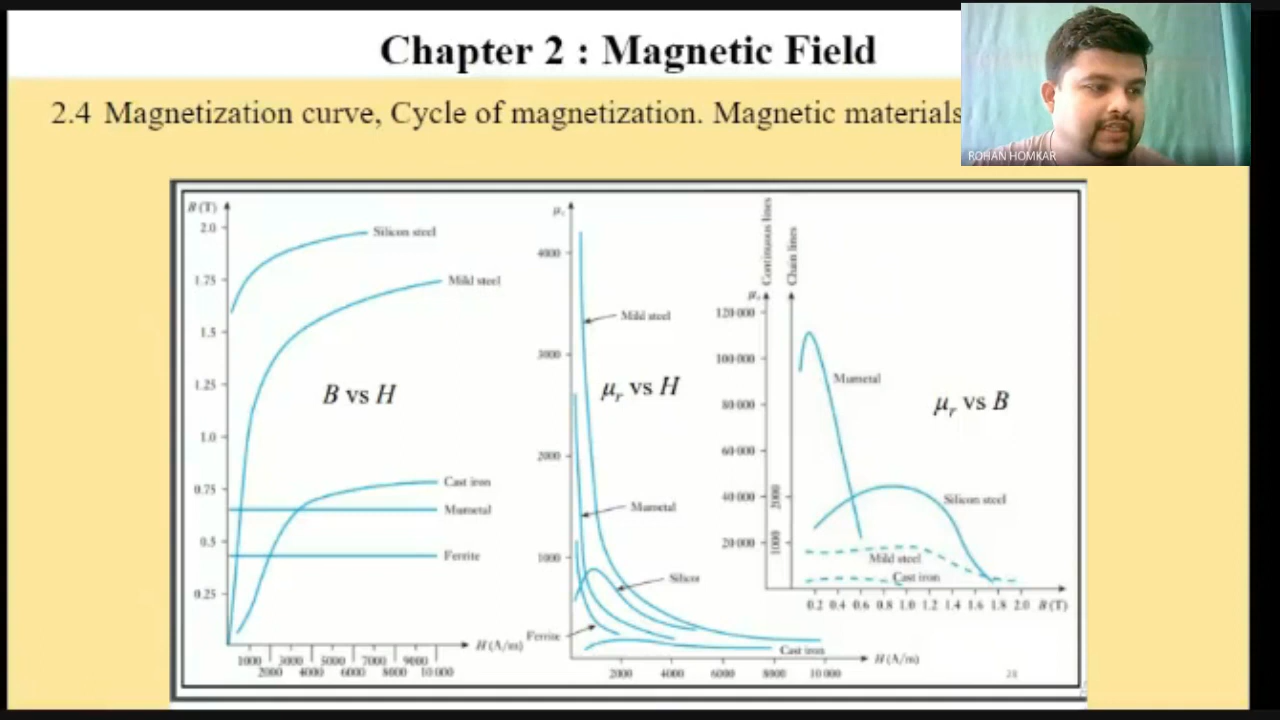 Chapter 2 : Magnetic Field
ROHAN HOMKAR
2.4 Magnetization curve, Cycle of magnetization. Magnetic materials
B (T)
2.0
1.75
1.5
1.25
1.0
0.75
0.5
0.25
Silicon steel
Mild steel
B vs H
Cast iron
Mumetal
Ferrite
H (A/m)
1000 3000 5000 7000 9000
2000 4000 6000 8000 10 000
μr
4000
3000
2000
1000
Mild steel
μr vs H
Mumetal
Silicon
Ferrite
Cast iron
H (A/m)
2000 4000 6000 8000 10 000
Continuous lines
Chain lines
μr
120 000
100 000
80 000
60 000
40 000
20 000
2000
1000
Mumetal
μr vs B
Silicon steel
Mild steel
Cast iron
0.2 0.4 0.6 0.8 1.0 1.2 1.4 1.6 1.8 2.0 B (T)
28